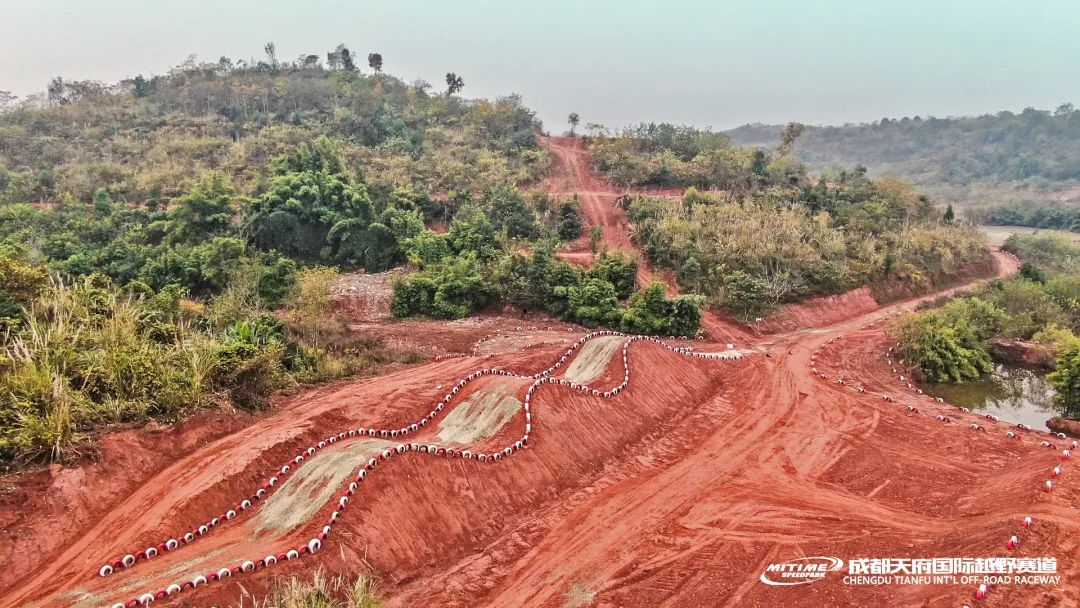 MITIME
SPEEDPARK
成都天府国际越野赛道
CHENGDU TIANFU INT'L OFF-ROAD RACEWAY